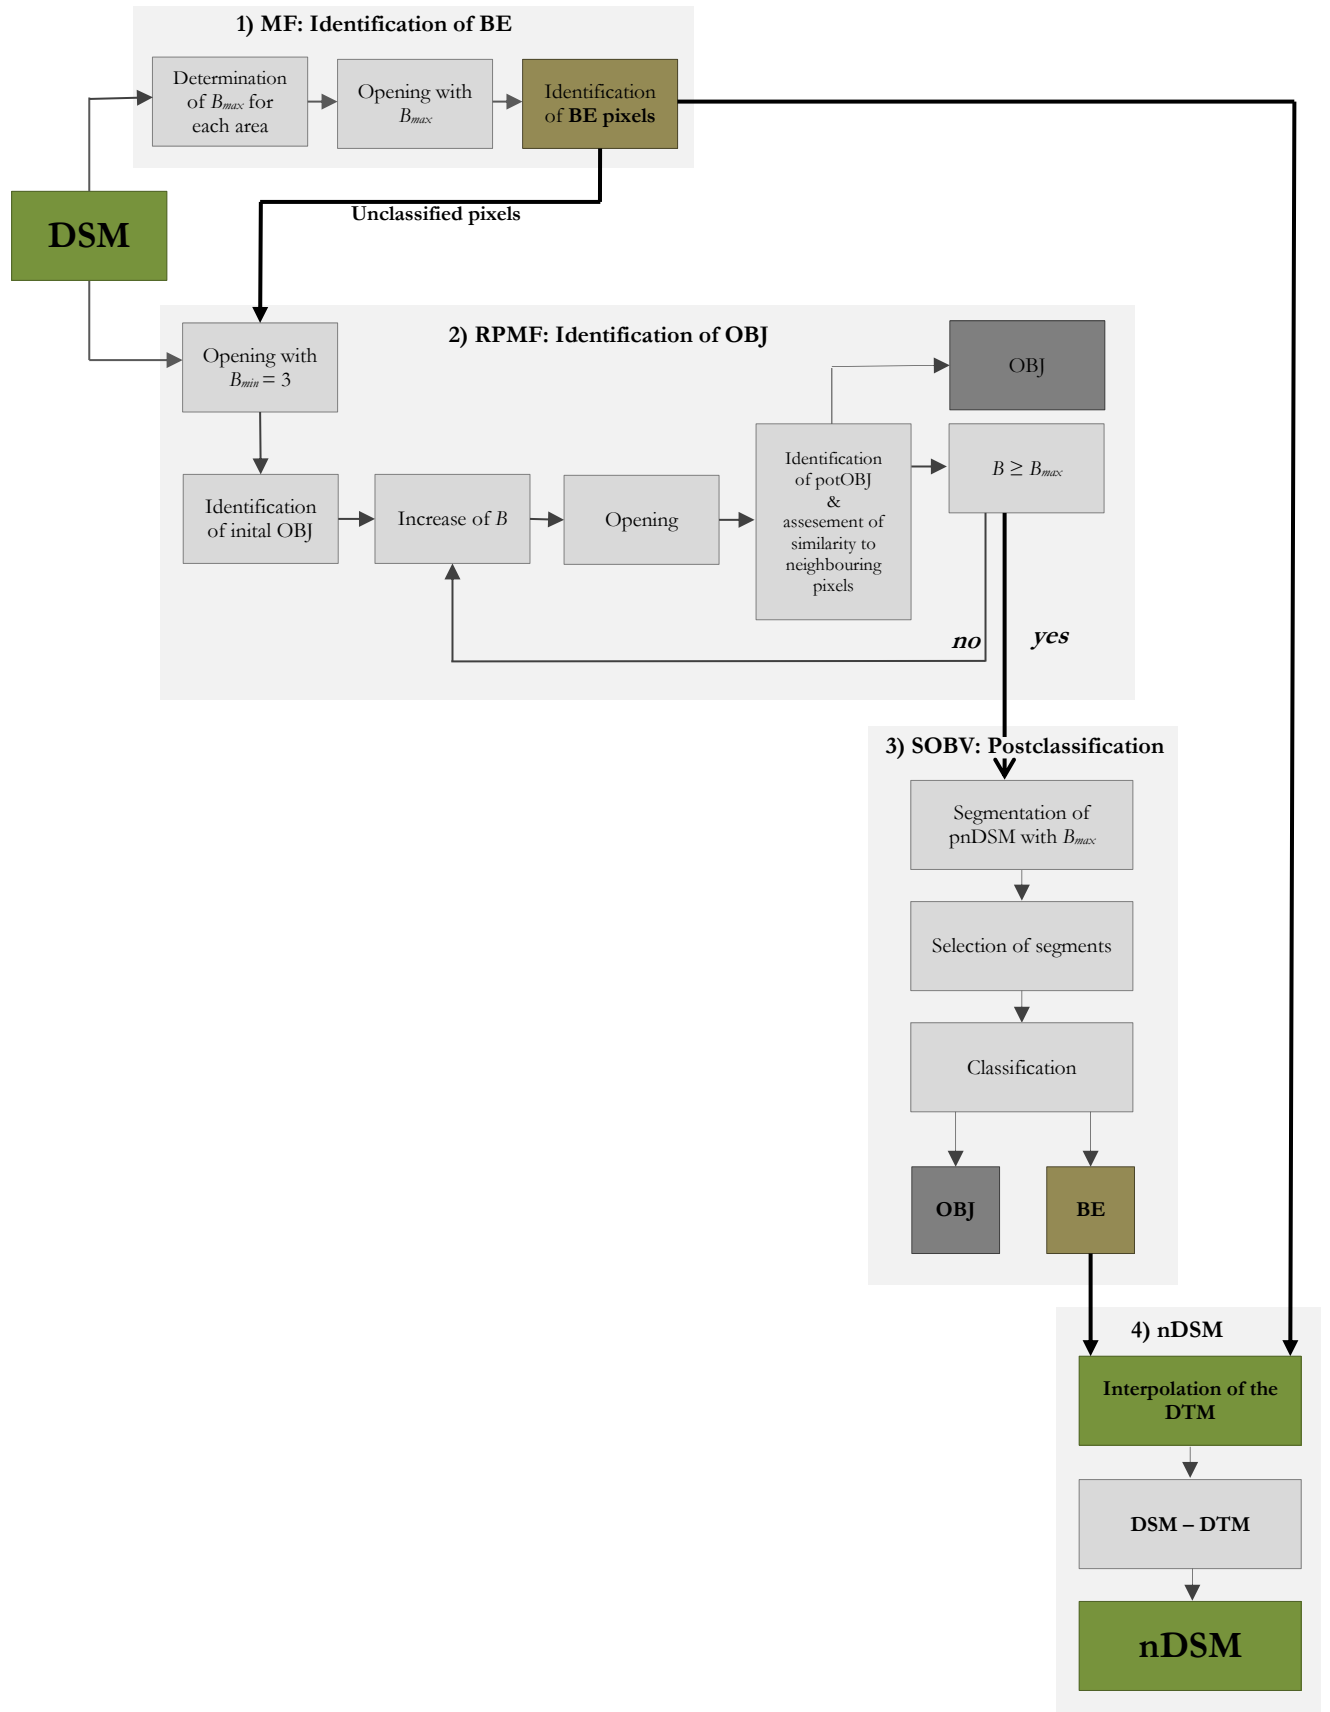 1) MF: Identification of BE
Determination
of Bmax for
each area
Opening with
Bmax
Identification
of BE pixels
Unclassified pixels
DSM
2) RPMF: Identification of OBJ
Opening with
Bmin = 3
OBJ
Identification
of inital OBJ
Increase of B
Opening
Identification
of potOBJ
&
assesement of
similarity to
neighbouring
pixels
B ≥ Bmax
no
yes
3) SOBV: Postclassification
Segmentation of
pnDSM with Bmax
Selection of segments
Classification
OBJ
BE
4) nDSM
Interpolation of the
DTM
DSM – DTM
nDSM